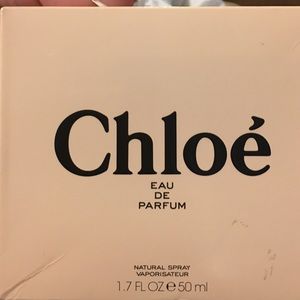 Chloé
EAU
DE
PARFUM
NATURAL SPRAY
VAPORISATEUR
1.7 FL OZ ℮ 50 ml